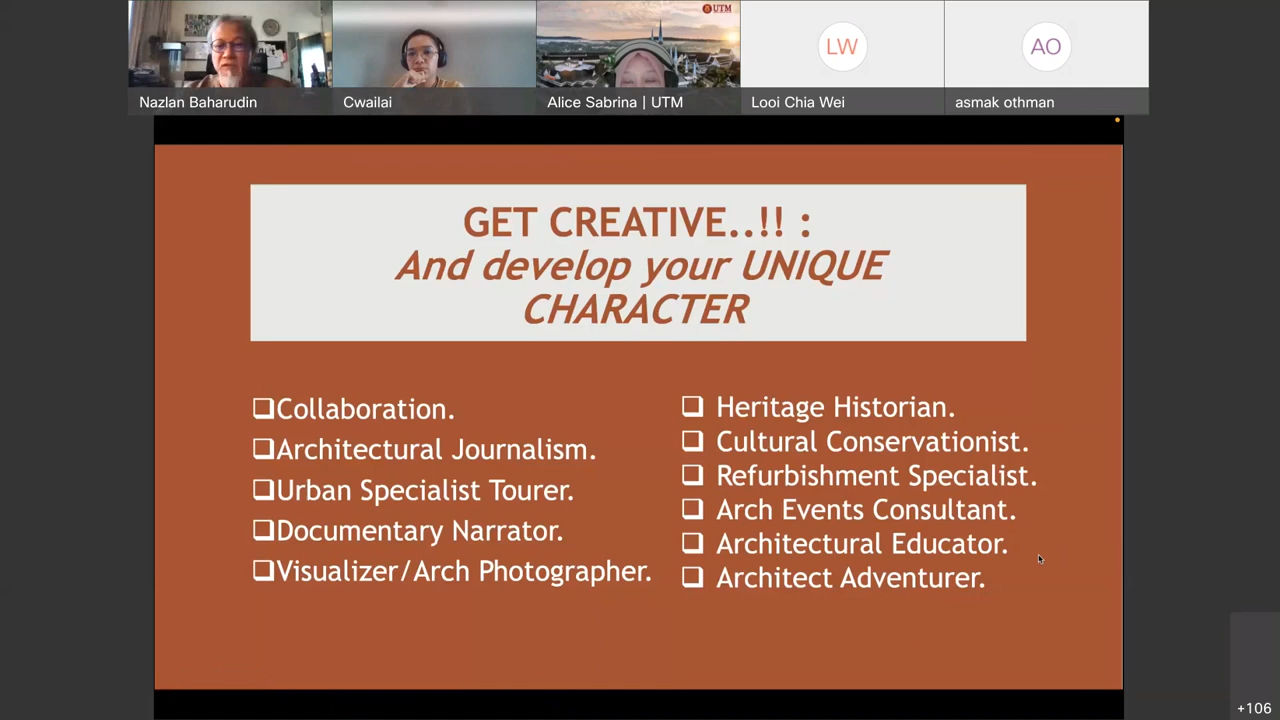 UTM
LW
AO
Nazlan Baharudin
Cwailai
Alice Sabrina | UTM
Looi Chia Wei
asmak othman
GET CREATIVE..!! :
And develop your UNIQUE
CHARACTER
Collaboration.
Architectural Journalism.
Urban Specialist Tourer.
Documentary Narrator.
Visualizer/Arch Photographer.
Heritage Historian.
Cultural Conservationist.
Refurbishment Specialist.
Arch Events Consultant.
Architectural Educator.
Architect Adventurer.
+106